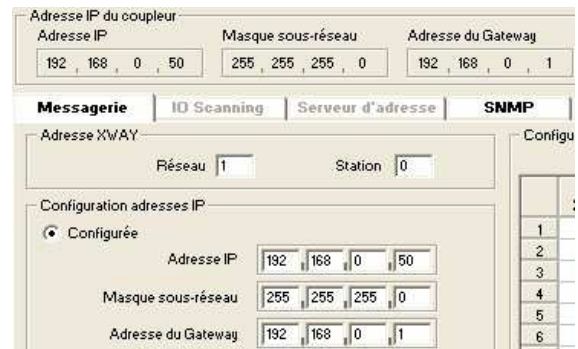 Adresse IP du coupleur
Adresse IP Masque sous-réseau Adresse du Gateway
192 , 168 , 0 , 50 255 , 255 , 255 , 0 192 , 168 , 0 , 1
Messagerie IO Scanning Serveur d'adresse SNMP
Adresse XWAY Configu
Réseau 1 Station 0
Configuration adresses IP
Configurée 1
Adresse IP 192 , 168 , 0 , 50 2
3
Masque sous-réseau 255 , 255 , 255 , 0 4
5
Adresse du Gateway 192 , 168 , 0 , 1 6